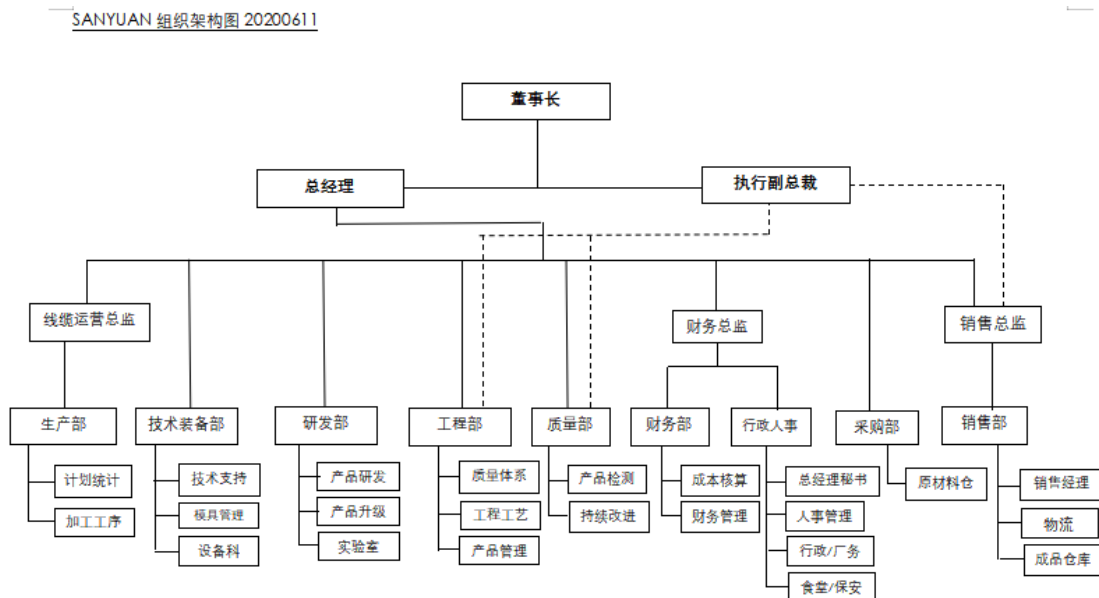 SANYUAN 组织架构图 20200611
董事长
总经理
执行副总裁
线缆运营总监
财务总监
销售总监
生产部
技术装备部
研发部
工程部
质量部
财务部
行政人事
采购部
销售部
计划统计
加工工序
技术支持
模具管理
设备科
产品研发
产品升级
实验室
质量体系
工程工艺
产品管理
产品检测
持续改进
成本核算
财务管理
总经理秘书
人事管理
行政/厂务
食堂/保安
原材料仓
销售经理
物流
成品仓库